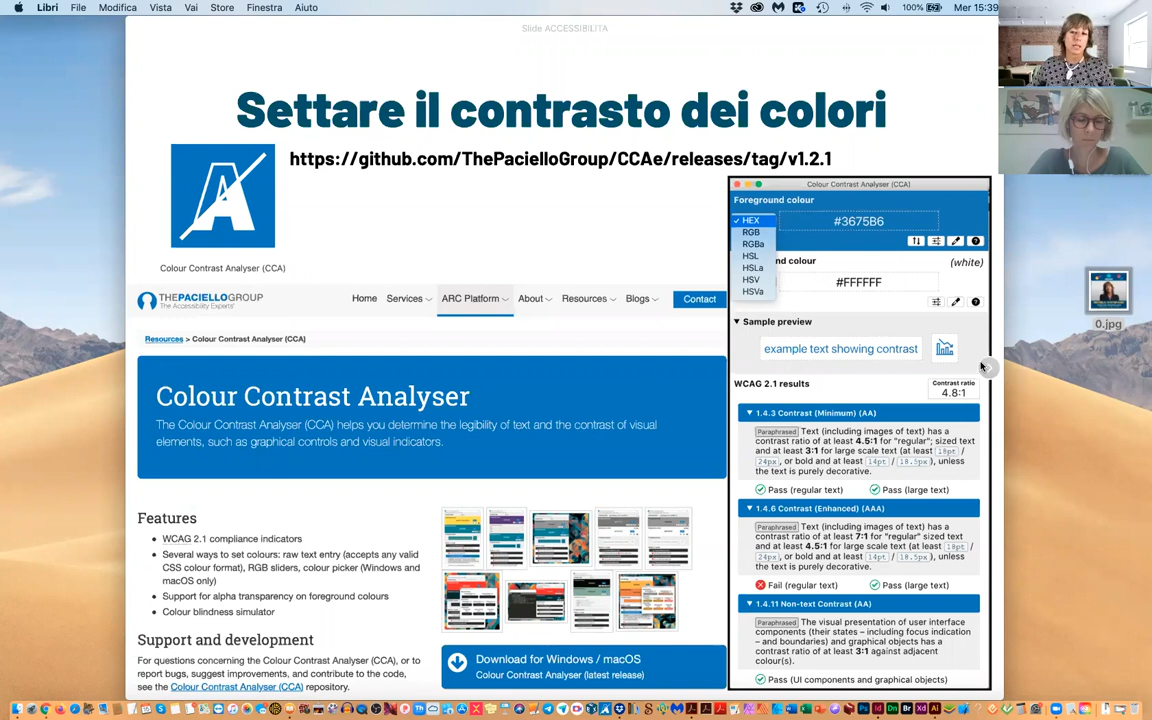 Libri File Modifica Vista Vai Store Finestra Aiuto 100% Mer 15:39
Slide ACCESSIBILITA
Settare il contrasto dei colori
https://github.com/ThePacielloGroup/CCAe/releases/tag/v1.2.1
Colour Contrast Analyser (CCA)
THEPACIELLOGROUP
The Accessibility Experts
Home Services ARC Platform About Resources Blogs Contact
Resources > Colour Contrast Analyser (CCA)
Colour Contrast Analyser
The Colour Contrast Analyser (CCA) helps you determine the legibility of text and the contrast of visual
elements, such as graphical controls and visual indicators.
Features
WCAG 2.1 compliance indicators
Several ways to set colours: raw text entry (accepts any valid
CSS colour format), RGB sliders, colour picker (Windows and
macOS only)
Support for alpha transparency on foreground colours
Colour blindness simulator
Support and development
For questions concerning the Colour Contrast Analyser (CCA), or to
report bugs, suggest improvements, and contribute to the code,
see the Colour Contrast Analyser (CCA) repository.
Download for Windows / macOS
Colour Contrast Analyser (latest release)
Colour Contrast Analyser (CCA)
Foreground colour
✓ HEX
RGB
RGBa
HSL
HSLa
HSV
HSVa
#3675B6
nd colour (white)
#FFFFFF
Sample preview
example text showing contrast
WCAG 2.1 results
Contrast ratio
4.8:1
1.4.3 Contrast (Minimum) (AA)
Paraphrased Text (including images of text) has a
contrast ratio of at least 4.5:1 for "regular"; sized text
and at least 3:1 for large scale text (at least 18pt /
24px, or bold and at least 14pt / 18.5px), unless
the text is purely decorative.
Pass (regular text) Pass (large text)
1.4.6 Contrast (Enhanced) (AAA)
Paraphrased Text (including images of text) has a
contrast ratio of at least 7:1 for "regular" sized text
and at least 4.5:1 for large scale text (at least 18pt /
24px, or bold and at least 14pt / 18.5px), unless
the text is purely decorative.
Fail (regular text) Pass (large text)
1.4.11 Non-text Contrast (AA)
Paraphrased The visual presentation of user interface
components (their states – including focus indication
– and boundaries) and graphical objects has a
contrast ratio of at least 3:1 against adjacent
colour(s).
Pass (UI components and graphical objects)
0.jpg